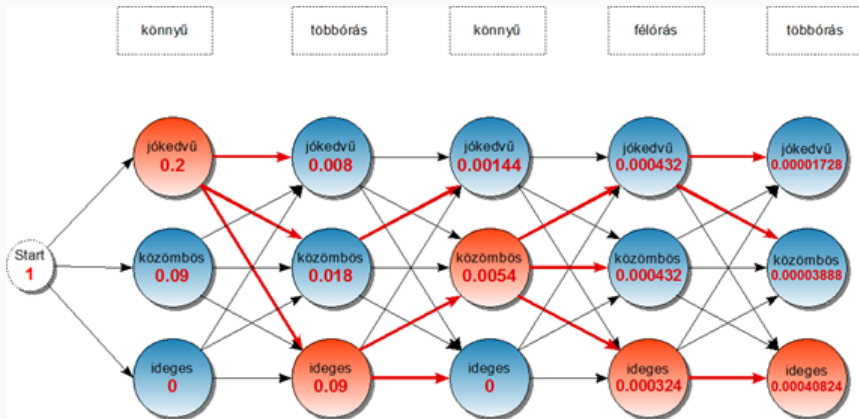 könnyű
többórás
könnyű
félórás
többórás
jókedvű
0.2
jókedvű
0.008
jókedvű
0.00144
jókedvű
0.000432
jókedvű
0.00001728
Start
1
közömbös
0.09
közömbös
0.018
közömbös
0.0054
közömbös
0.000432
közömbös
0.00003888
ideges
0
ideges
0.09
ideges
0
ideges
0.000324
ideges
0.00040824